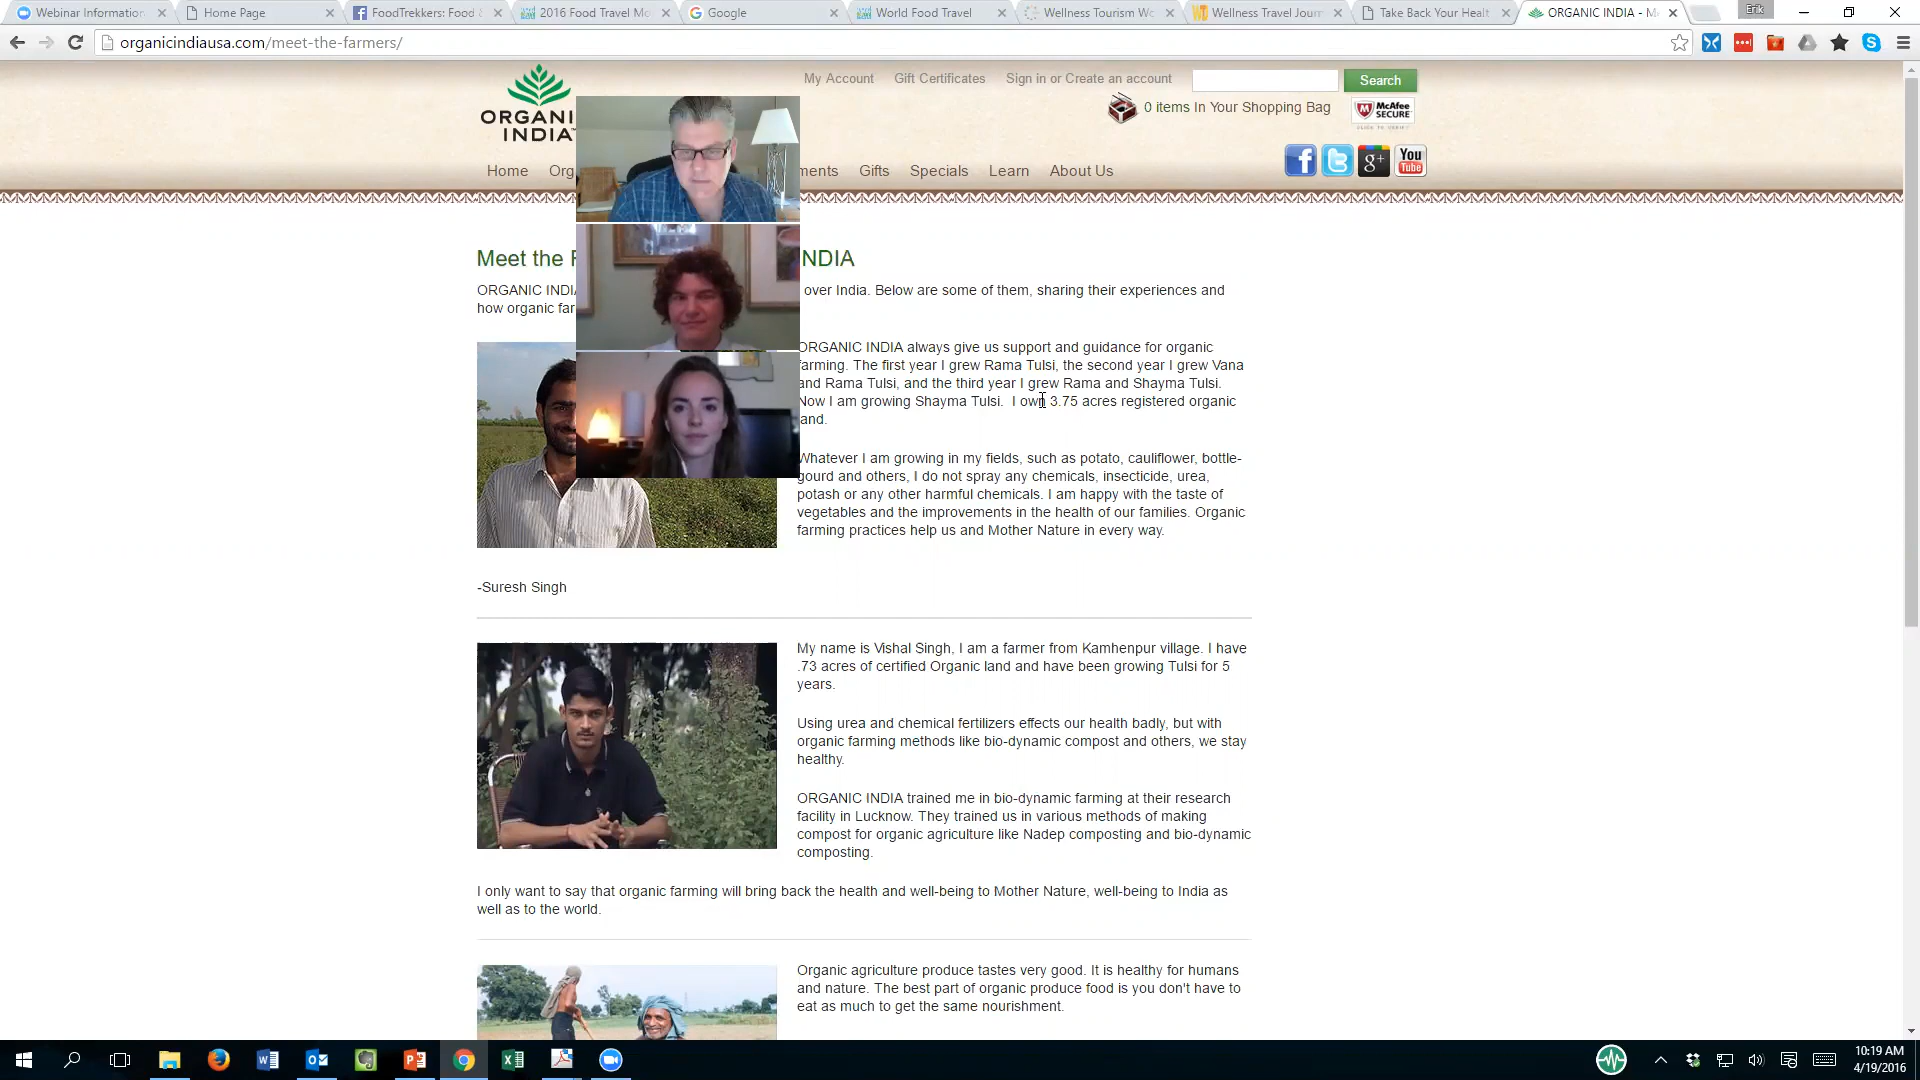 Webinar Information
Home Page
FoodTrekkers: Food &
2016 Food Travel Mo
Google
World Food Travel
Wellness Tourism Wo
Wellness Travel Jour
Take Back Your Healt
ORGANIC INDIA - Me
Erik
organicindiausa.com/meet-the-farmers/
My Account
Gift Certificates
Sign in or Create an account
Search
ORGANI
INDIA
0 items In Your Shopping Bag
McAfee
SECURE
Home
Org
ments
Gifts
Specials
Learn
About Us
You
Tube
Meet the F NDIA
ORGANIC INDIA over India. Below are some of them, sharing their experiences and
how organic far
ORGANIC INDIA always give us support and guidance for organic
farming. The first year I grew Rama Tulsi, the second year I grew Vana
and Rama Tulsi, and the third year I grew Rama and Shayma Tulsi.
Now I am growing Shayma Tulsi. I own 3.75 acres registered organic
land.
Whatever I am growing in my fields, such as potato, cauliflower, bottle-
gourd and others, I do not spray any chemicals, insecticide, urea,
potash or any other harmful chemicals. I am happy with the taste of
vegetables and the improvements in the health of our families. Organic
farming practices help us and Mother Nature in every way.
-Suresh Singh
My name is Vishal Singh, I am a farmer from Kamhenpur village. I have
.73 acres of certified Organic land and have been growing Tulsi for 5
years.
Using urea and chemical fertilizers effects our health badly, but with
organic farming methods like bio-dynamic compost and others, we stay
healthy.
ORGANIC INDIA trained me in bio-dynamic farming at their research
facility in Lucknow. They trained us in various methods of making
compost for organic agriculture like Nadep composting and bio-dynamic
composting.
I only want to say that organic farming will bring back the health and well-being to Mother Nature, well-being to India as
well as to the world.
Organic agriculture produce tastes very good. It is healthy for humans
and nature. The best part of organic produce food is you don't have to
eat as much to get the same nourishment.
10:19 AM
4/19/2016